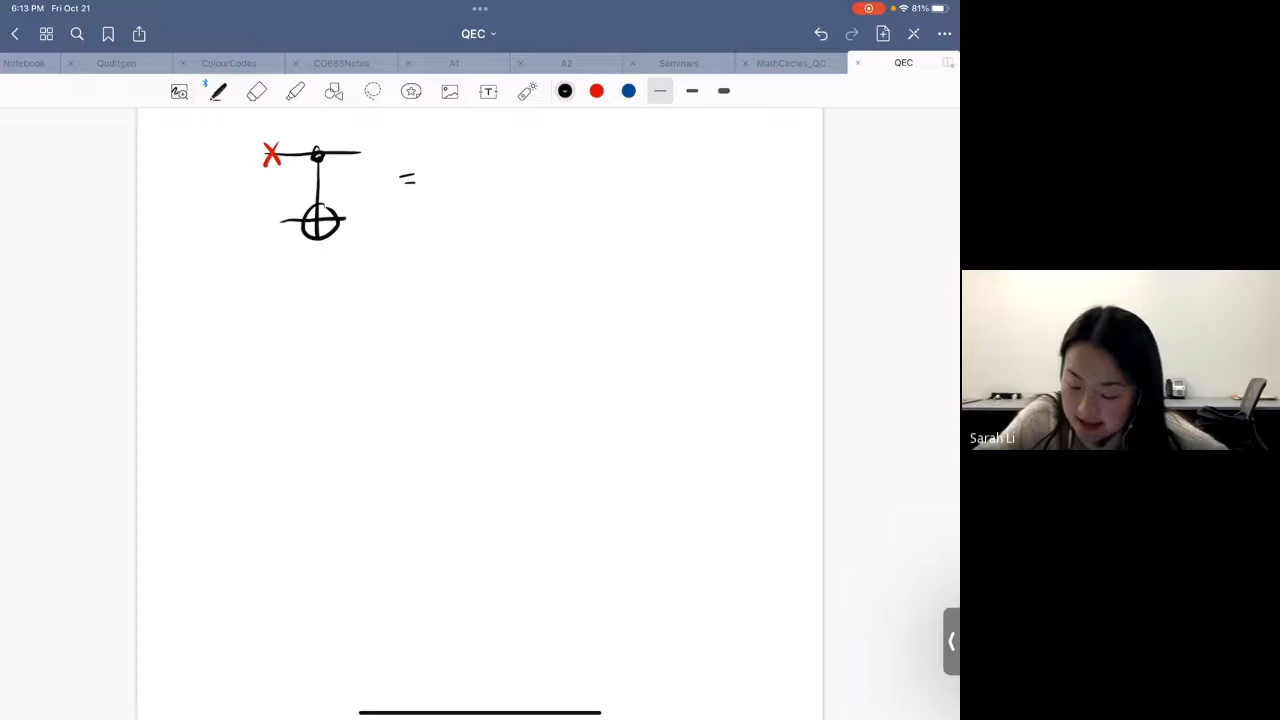 6:13 PM Fri Oct 21
81%
QEC
Notebook
Quditgen
ColourCodes
CO685Notes
A1
A2
Seminars
MathCircles_QC
QEC
T
X
=
Sarah Li